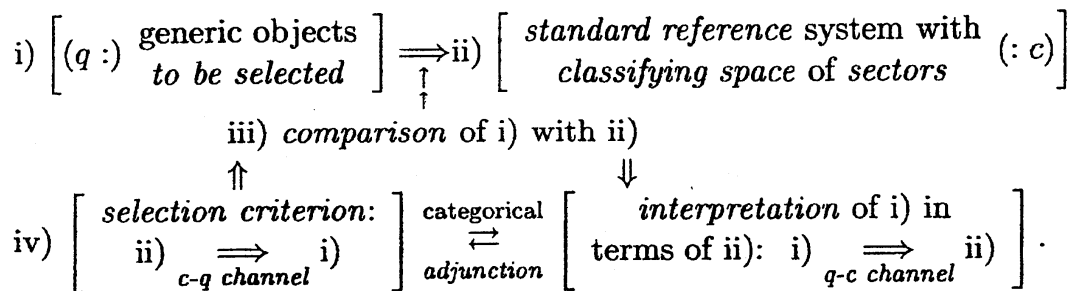 generic objects standard reference system with
i) [(q :) to be selected] ⟹ ii) [classifying space of sectors (: c)]
↑
↑
iii) comparison of i) with ii)
⇑ ⇓
selection criterion: categorical interpretation of i) in
iv) [ii) ⟹ i)] ⇄ [terms of ii): i) ⟹ ii)] .
c-q channel adjunction q-c channel